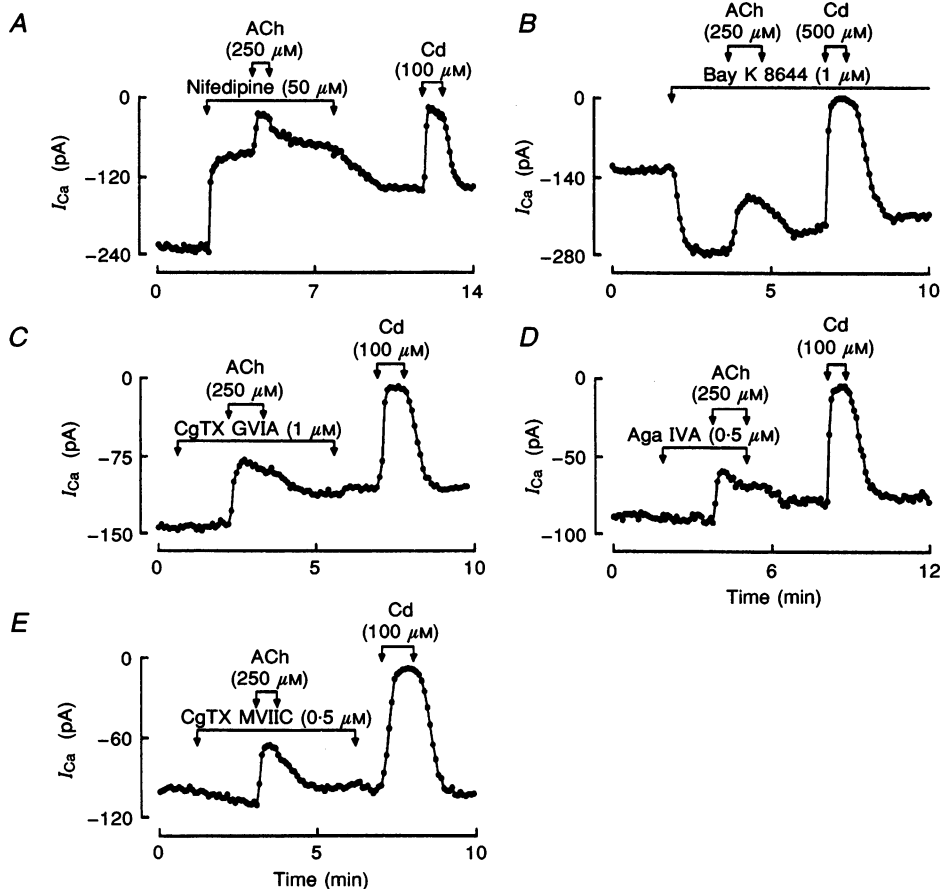 A
ACh
(250 μM)
Nifedipine (50 μM)
Cd
(100 μM)
I_Ca (pA)
0
−120
−240
0
7
14
B
ACh
(250 μM)
Cd
(500 μM)
Bay K 8644 (1 μM)
I_Ca (pA)
0
−140
−280
0
5
10
C
ACh
(250 μM)
CgTX GVIA (1 μM)
Cd
(100 μM)
I_Ca (pA)
0
−75
−150
0
5
10
D
ACh
(250 μM)
Aga IVA (0·5 μM)
Cd
(100 μM)
I_Ca (pA)
0
−50
−100
0
6
12
Time (min)
E
ACh
(250 μM)
CgTX MVIIC (0·5 μM)
Cd
(100 μM)
I_Ca (pA)
0
−60
−120
0
5
10
Time (min)